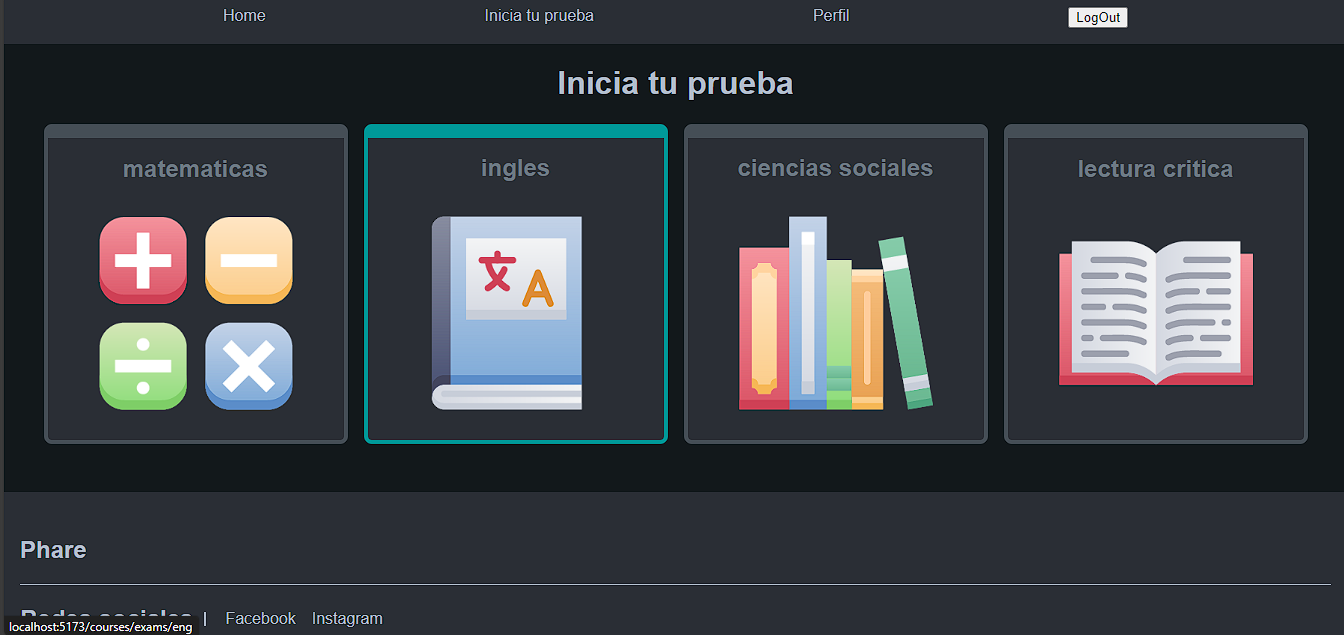 Home Inicia tu prueba Perfil LogOut
Inicia tu prueba
matematicas
ingles
ciencias sociales
lectura critica
文
A
Phare
Redes sociales | Facebook Instagram
localhost:5173/courses/exams/eng